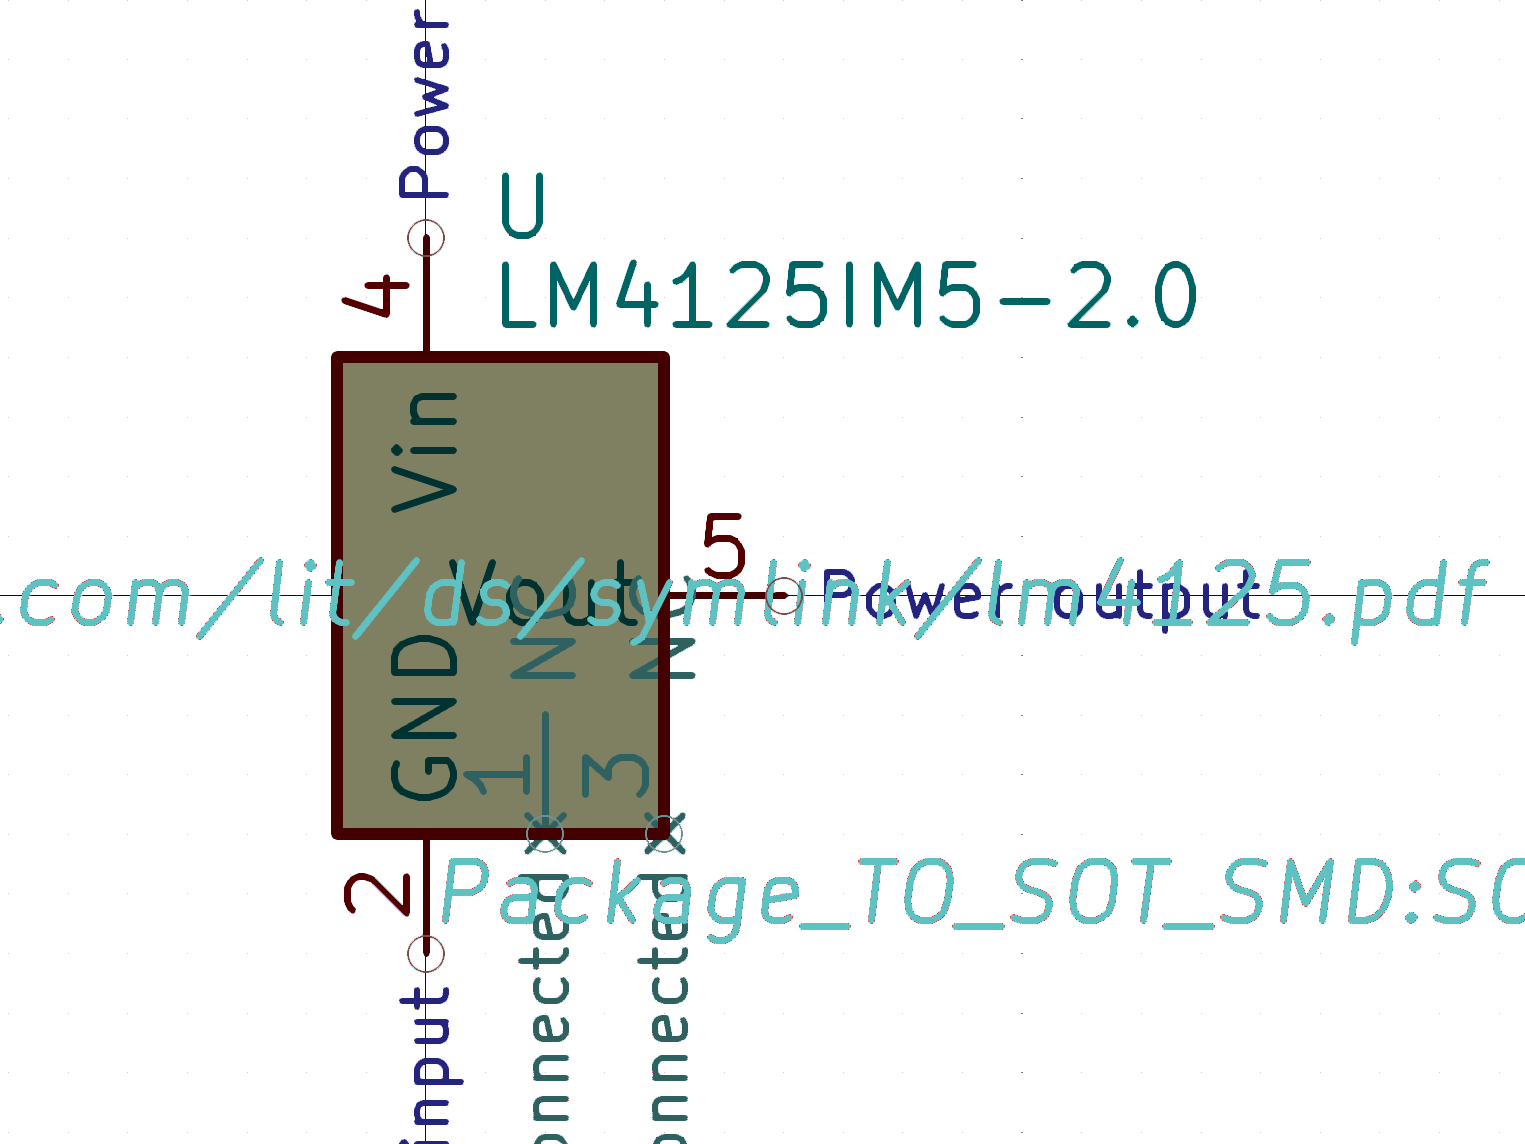 Power
U
4
LM4125IM5-2.0
Vin
5
.com/lit/ds/symlink/lm4125.pdf
Vout
Power output
NC
NC
GND
1
3
2
Package_TO_SOT_SMD:SO
onnected
onnected
input